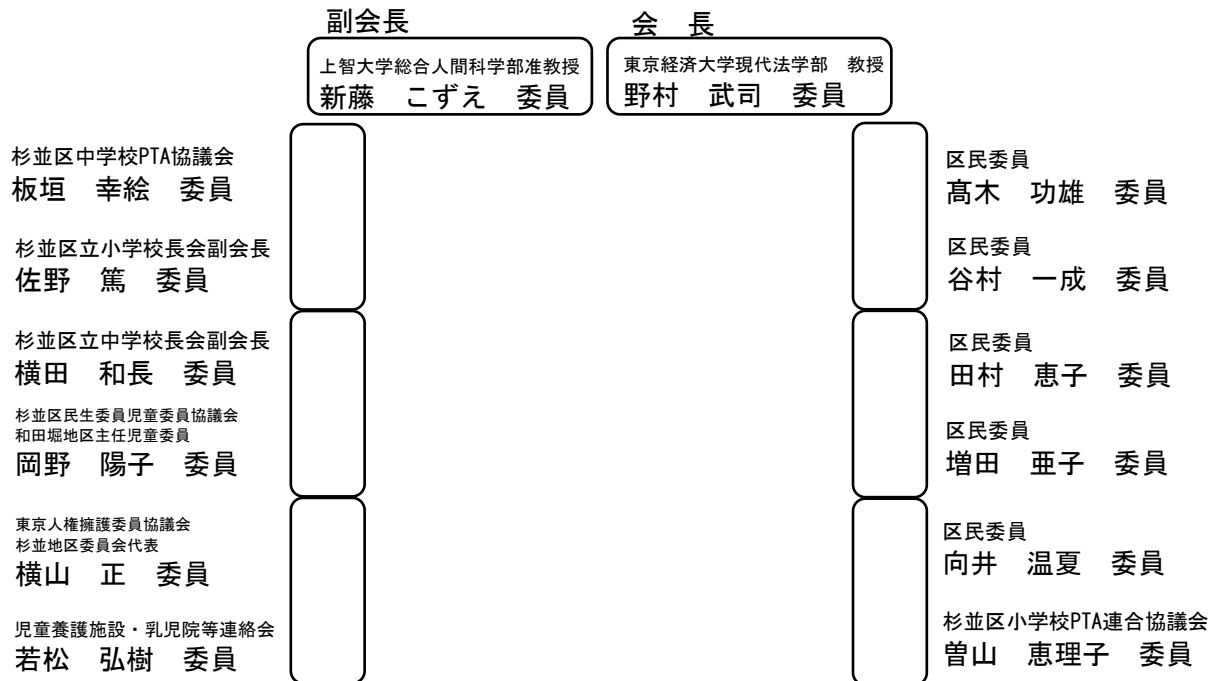 副会長
上智大学総合人間科学部准教授
新藤　こずえ　委員
会　長
東京経済大学現代法学部　教授
野村　武司　委員
杉並区中学校PTA協議会
板垣　幸絵　委員
杉並区立小学校長会副会長
佐野　篤　委員
杉並区立中学校長会副会長
横田　和長　委員
杉並区民生委員児童委員協議会
和田堀地区主任児童委員
岡野　陽子　委員
東京人権擁護委員協議会
杉並地区委員会代表
横山　正　委員
児童養護施設・乳児院等連絡会
若松　弘樹　委員
区民委員
髙木　功雄　委員
区民委員
谷村　一成　委員
区民委員
田村　恵子　委員
区民委員
増田　亜子　委員
区民委員
向井　温夏　委員
杉並区小学校PTA連合協議会
曽山　恵理子　委員